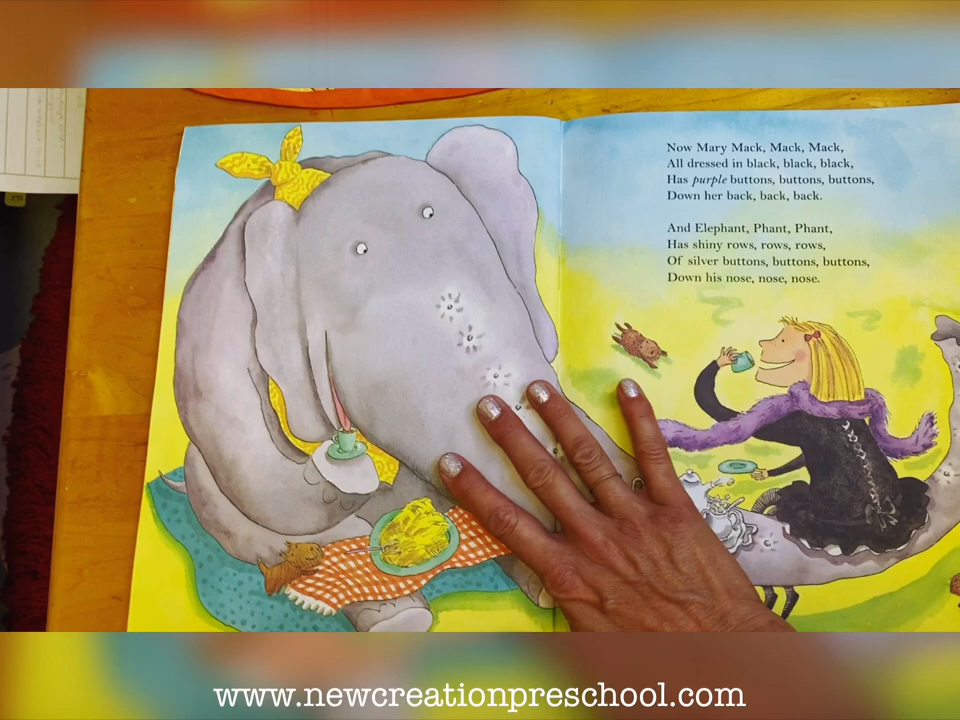 Now Mary Mack, Mack, Mack,
All dressed in black, black, black,
Has purple buttons, buttons, buttons,
Down her back, back, back.
And Elephant, Phant, Phant,
Has shiny rows, rows, rows,
Of silver buttons, buttons, buttons,
Down his nose, nose, nose.
www.newcreationpreschool.com